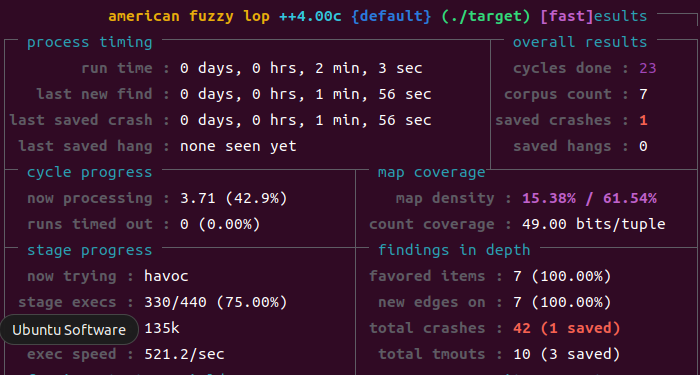 american fuzzy lop ++4.00c {default} (./target) [fast]esults
process timing overall results
run time : 0 days, 0 hrs, 2 min, 3 sec cycles done : 23
last new find : 0 days, 0 hrs, 1 min, 56 sec corpus count : 7
last saved crash : 0 days, 0 hrs, 1 min, 56 sec saved crashes : 1
last saved hang : none seen yet saved hangs : 0
cycle progress map coverage
now processing : 3.71 (42.9%) map density : 15.38% / 61.54%
runs timed out : 0 (0.00%) count coverage : 49.00 bits/tuple
stage progress findings in depth
now trying : havoc favored items : 7 (100.00%)
stage execs : 330/440 (75.00%) new edges on : 7 (100.00%)
Ubuntu Software 135k total crashes : 42 (1 saved)
exec speed : 521.2/sec total tmouts : 10 (3 saved)